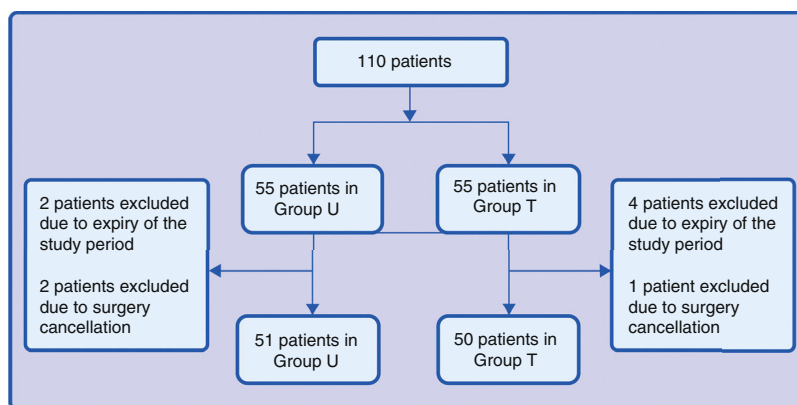 110 patients
55 patients in
Group U
55 patients in
Group T
2 patients excluded
due to expiry of the
study period
2 patients excluded
due to surgery
cancellation
4 patients excluded
due to expiry of the
study period
1 patient excluded
due to surgery
cancellation
51 patients in
Group U
50 patients in
Group T